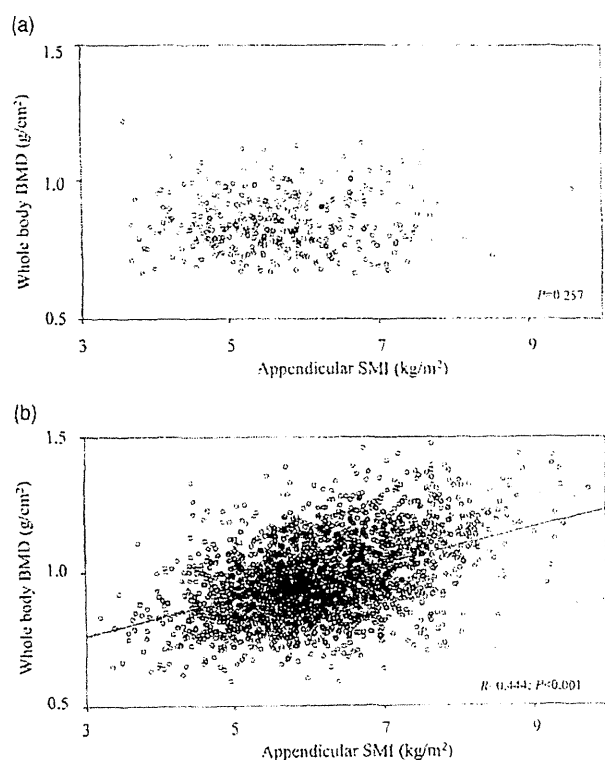 (a)
1.5
1.0
0.5
Whole body BMD (g/cm²)
P=0.257
3 5 7 9
Appendicular SMI (kg/m²)
(b)
1.5
1.0
0.5
Whole body BMD (g/cm²)
R=0.444; P<0.001
3 5 7 9
Appendicular SMI (kg/m²)